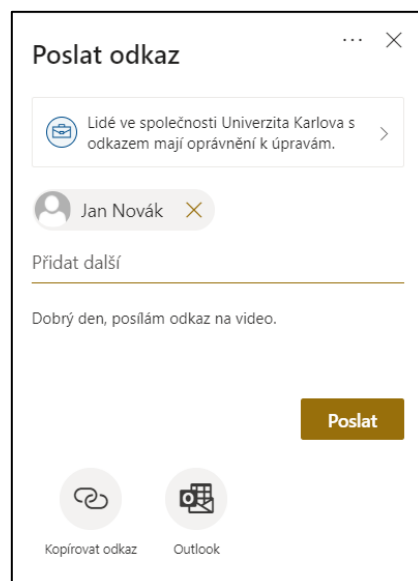 Poslat odkaz
Lidé ve společnosti Univerzita Karlova s
odkazem mají oprávnění k úpravám.
Jan Novák
Přidat další
Dobrý den, posílám odkaz na video.
Poslat
Kopírovat odkaz
Outlook